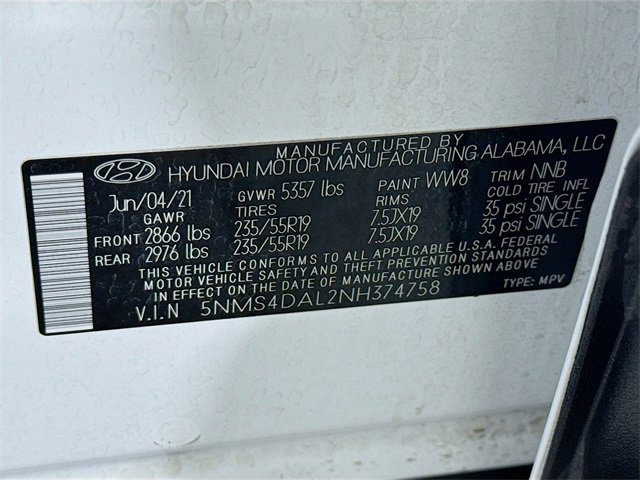 MANUFACTURED BY
HYUNDAI MOTOR MANUFACTURING ALABAMA, LLC
Jun/04/21 GVWR 5357 lbs PAINT WW8 TRIM NNB
GAWR TIRES RIMS COLD TIRE INFL
FRONT 2866 lbs 235/55R19 7.5JX19 35 psi SINGLE
REAR 2976 lbs 235/55R19 7.5JX19 35 psi SINGLE
THIS VEHICLE CONFORMS TO ALL APPLICABLE U.S.A. FEDERAL
MOTOR VEHICLE SAFETY AND THEFT PREVENTION STANDARDS
IN EFFECT ON THE DATE OF MANUFACTURE SHOWN ABOVE.
V.I.N 5NMS4DAL2NH374758 TYPE: MPV